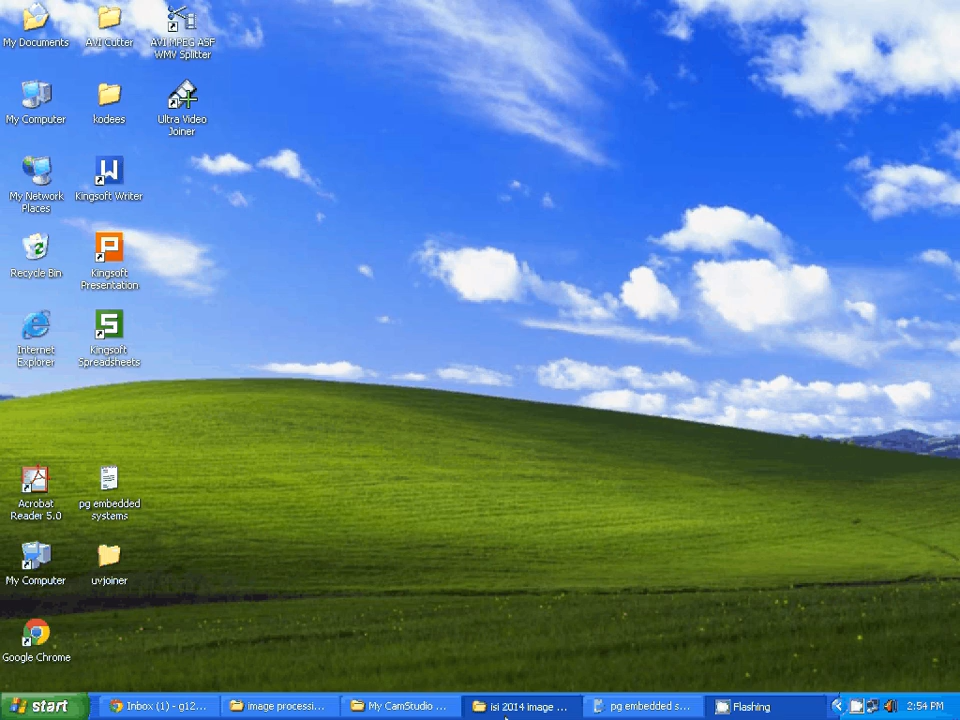 My Documents
AVI Cutter
AVI MPEG ASF
WMV Splitter
My Computer
kodees
Ultra Video
Joiner
My Network
Places
Kingsoft Writer
Recycle Bin
Kingsoft
Presentation
Internet
Explorer
Kingsoft
Spreadsheets
Acrobat
Reader 5.0
pg embedded
systems
My Computer
uvjoiner
Google Chrome
start
Inbox (1) - g12...
image processi...
My CamStudio ...
isi 2014 image ...
pg embedded s...
Flashing
2:54 PM